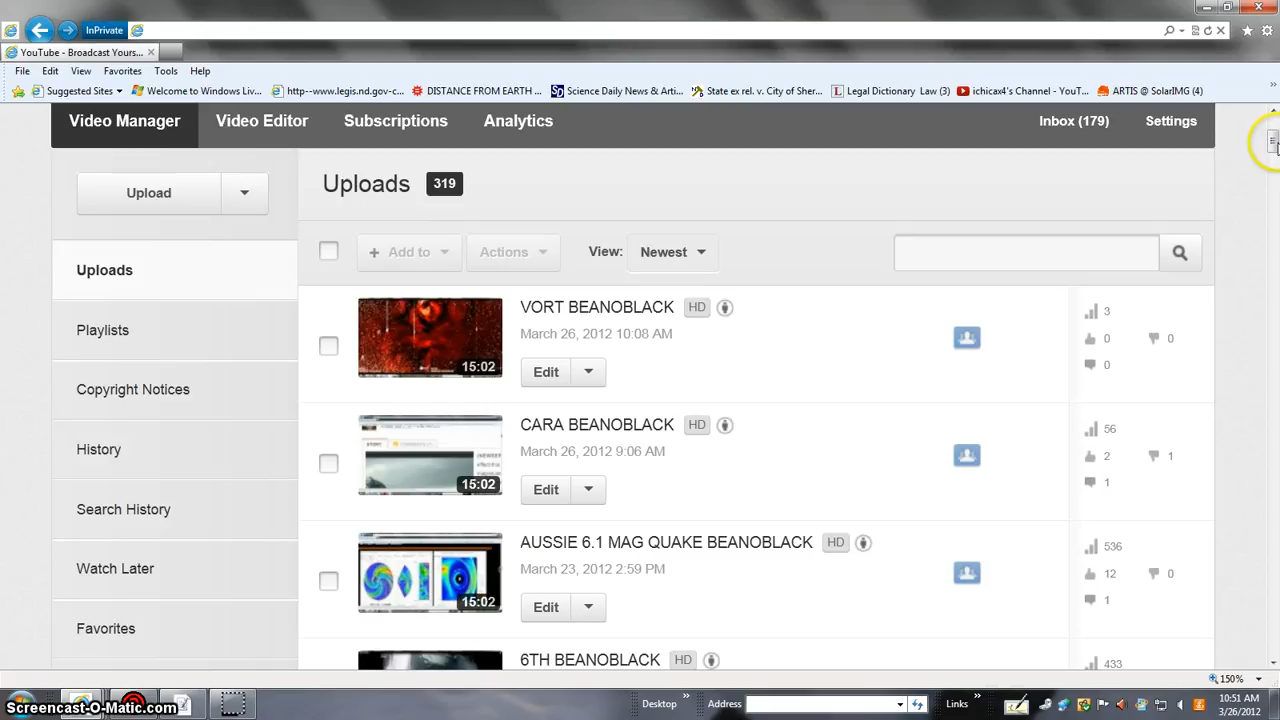 InPrivate
YouTube - Broadcast Yours...
File Edit View Favorites Tools Help
Suggested Sites Welcome to Windows Liv... http--www.legis.nd.gov-c... DISTANCE FROM EARTH ... Science Daily News & Arti... State ex rel. v. City of Sher... Legal Dictionary Law (3) ichicax4's Channel - YouT... ARTIS @ SolarIMG (4)
Video Manager Video Editor Subscriptions Analytics Inbox (179) Settings
Upload
Uploads 319
+ Add to Actions View: Newest
Uploads
Playlists
Copyright Notices
History
Search History
Watch Later
Favorites
VORT BEANOBLACK HD
March 26, 2012 10:08 AM
15:02
Edit
3
0 0
0
CARA BEANOBLACK HD
March 26, 2012 9:06 AM
15:02
Edit
56
2 1
1
AUSSIE 6.1 MAG QUAKE BEANOBLACK HD
March 23, 2012 2:59 PM
15:02
Edit
536
12 0
1
6TH BEANOBLACK HD
433
150%
Desktop Address Links
10:51 AM
3/26/2012
Screencast-O-Matic.com